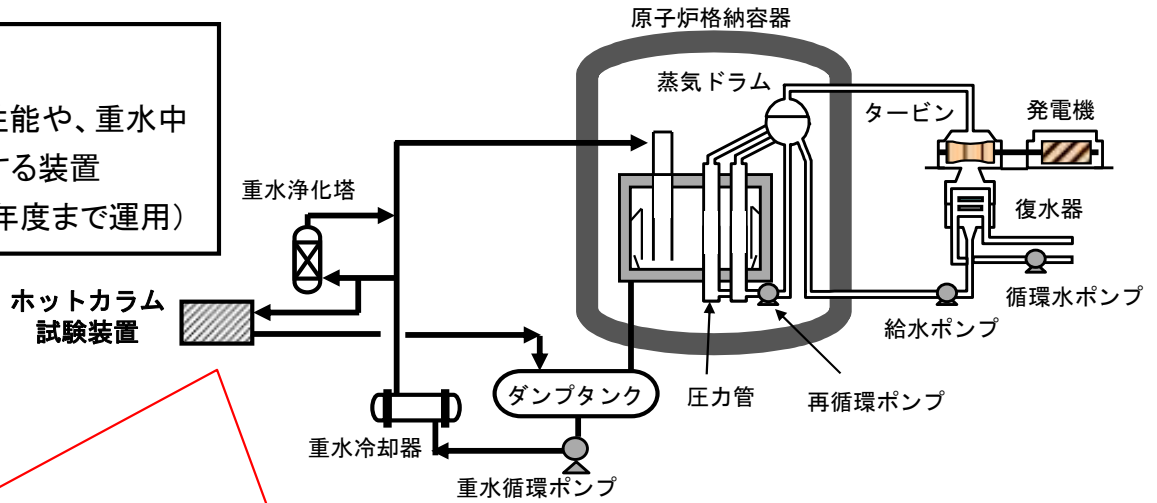 性能や、重水中
する装置
年度まで運用）
原子炉格納容器
蒸気ドラム
タービン
発電機
重水浄化塔
復水器
ホットカラム
試験装置
循環水ポンプ
給水ポンプ
ダンプタンク
圧力管
再循環ポンプ
重水冷却器
重水循環ポンプ